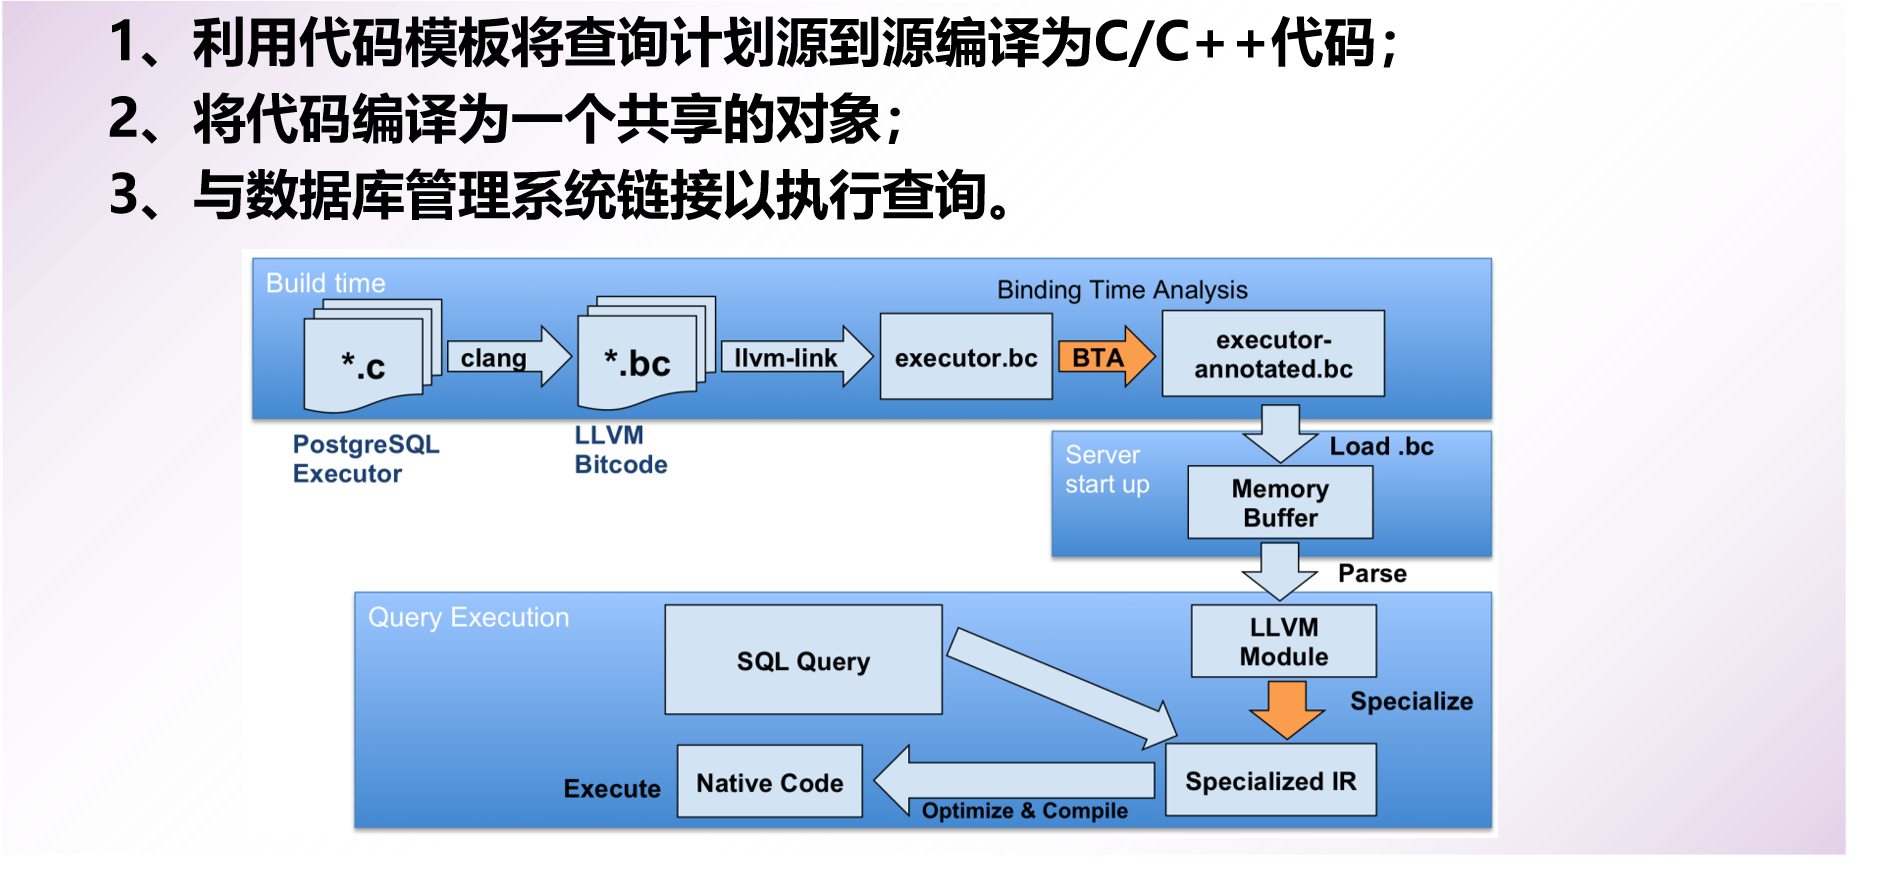 1、利用代码模板将查询计划源到源编译为C/C++代码；
2、将代码编译为一个共享的对象；
3、与数据库管理系统链接以执行查询。
Build time
Binding Time Analysis
*.c
clang
*.bc
llvm-link
executor.bc
BTA
executor-
annotated.bc
PostgreSQL
Executor
LLVM
Bitcode
Server
start up
Load .bc
Memory
Buffer
Parse
Query Execution
SQL Query
LLVM
Module
Specialize
Specialized IR
Optimize & Compile
Native Code
Execute